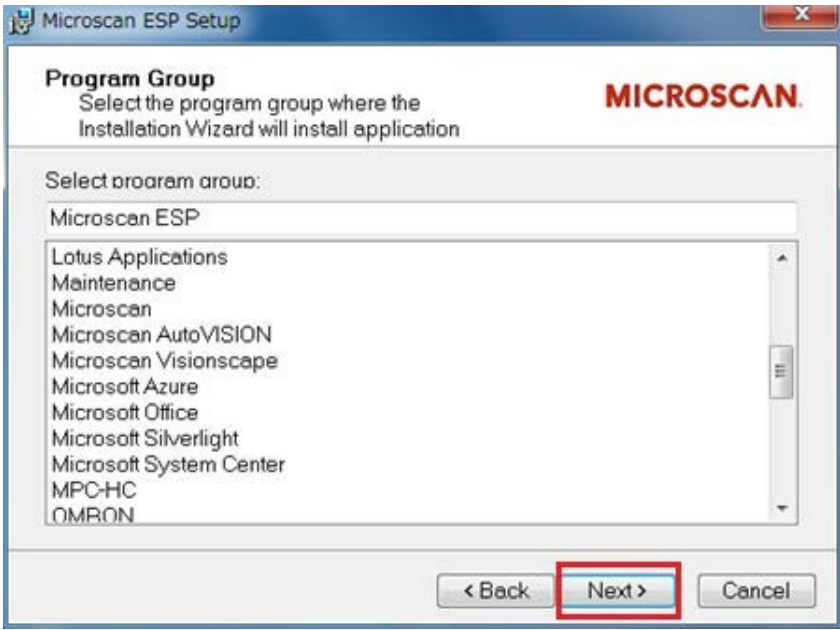 Microscan ESP Setup
Program Group
Select the program group where the
Installation Wizard will install application
MICROSCAN.
Select program group:
Microscan ESP
Lotus Applications
Maintenance
Microscan
Microscan AutoVISION
Microscan Visionscape
Microsoft Azure
Microsoft Office
Microsoft Silverlight
Microsoft System Center
MPC-HC
OMRON
< Back
Next >
Cancel